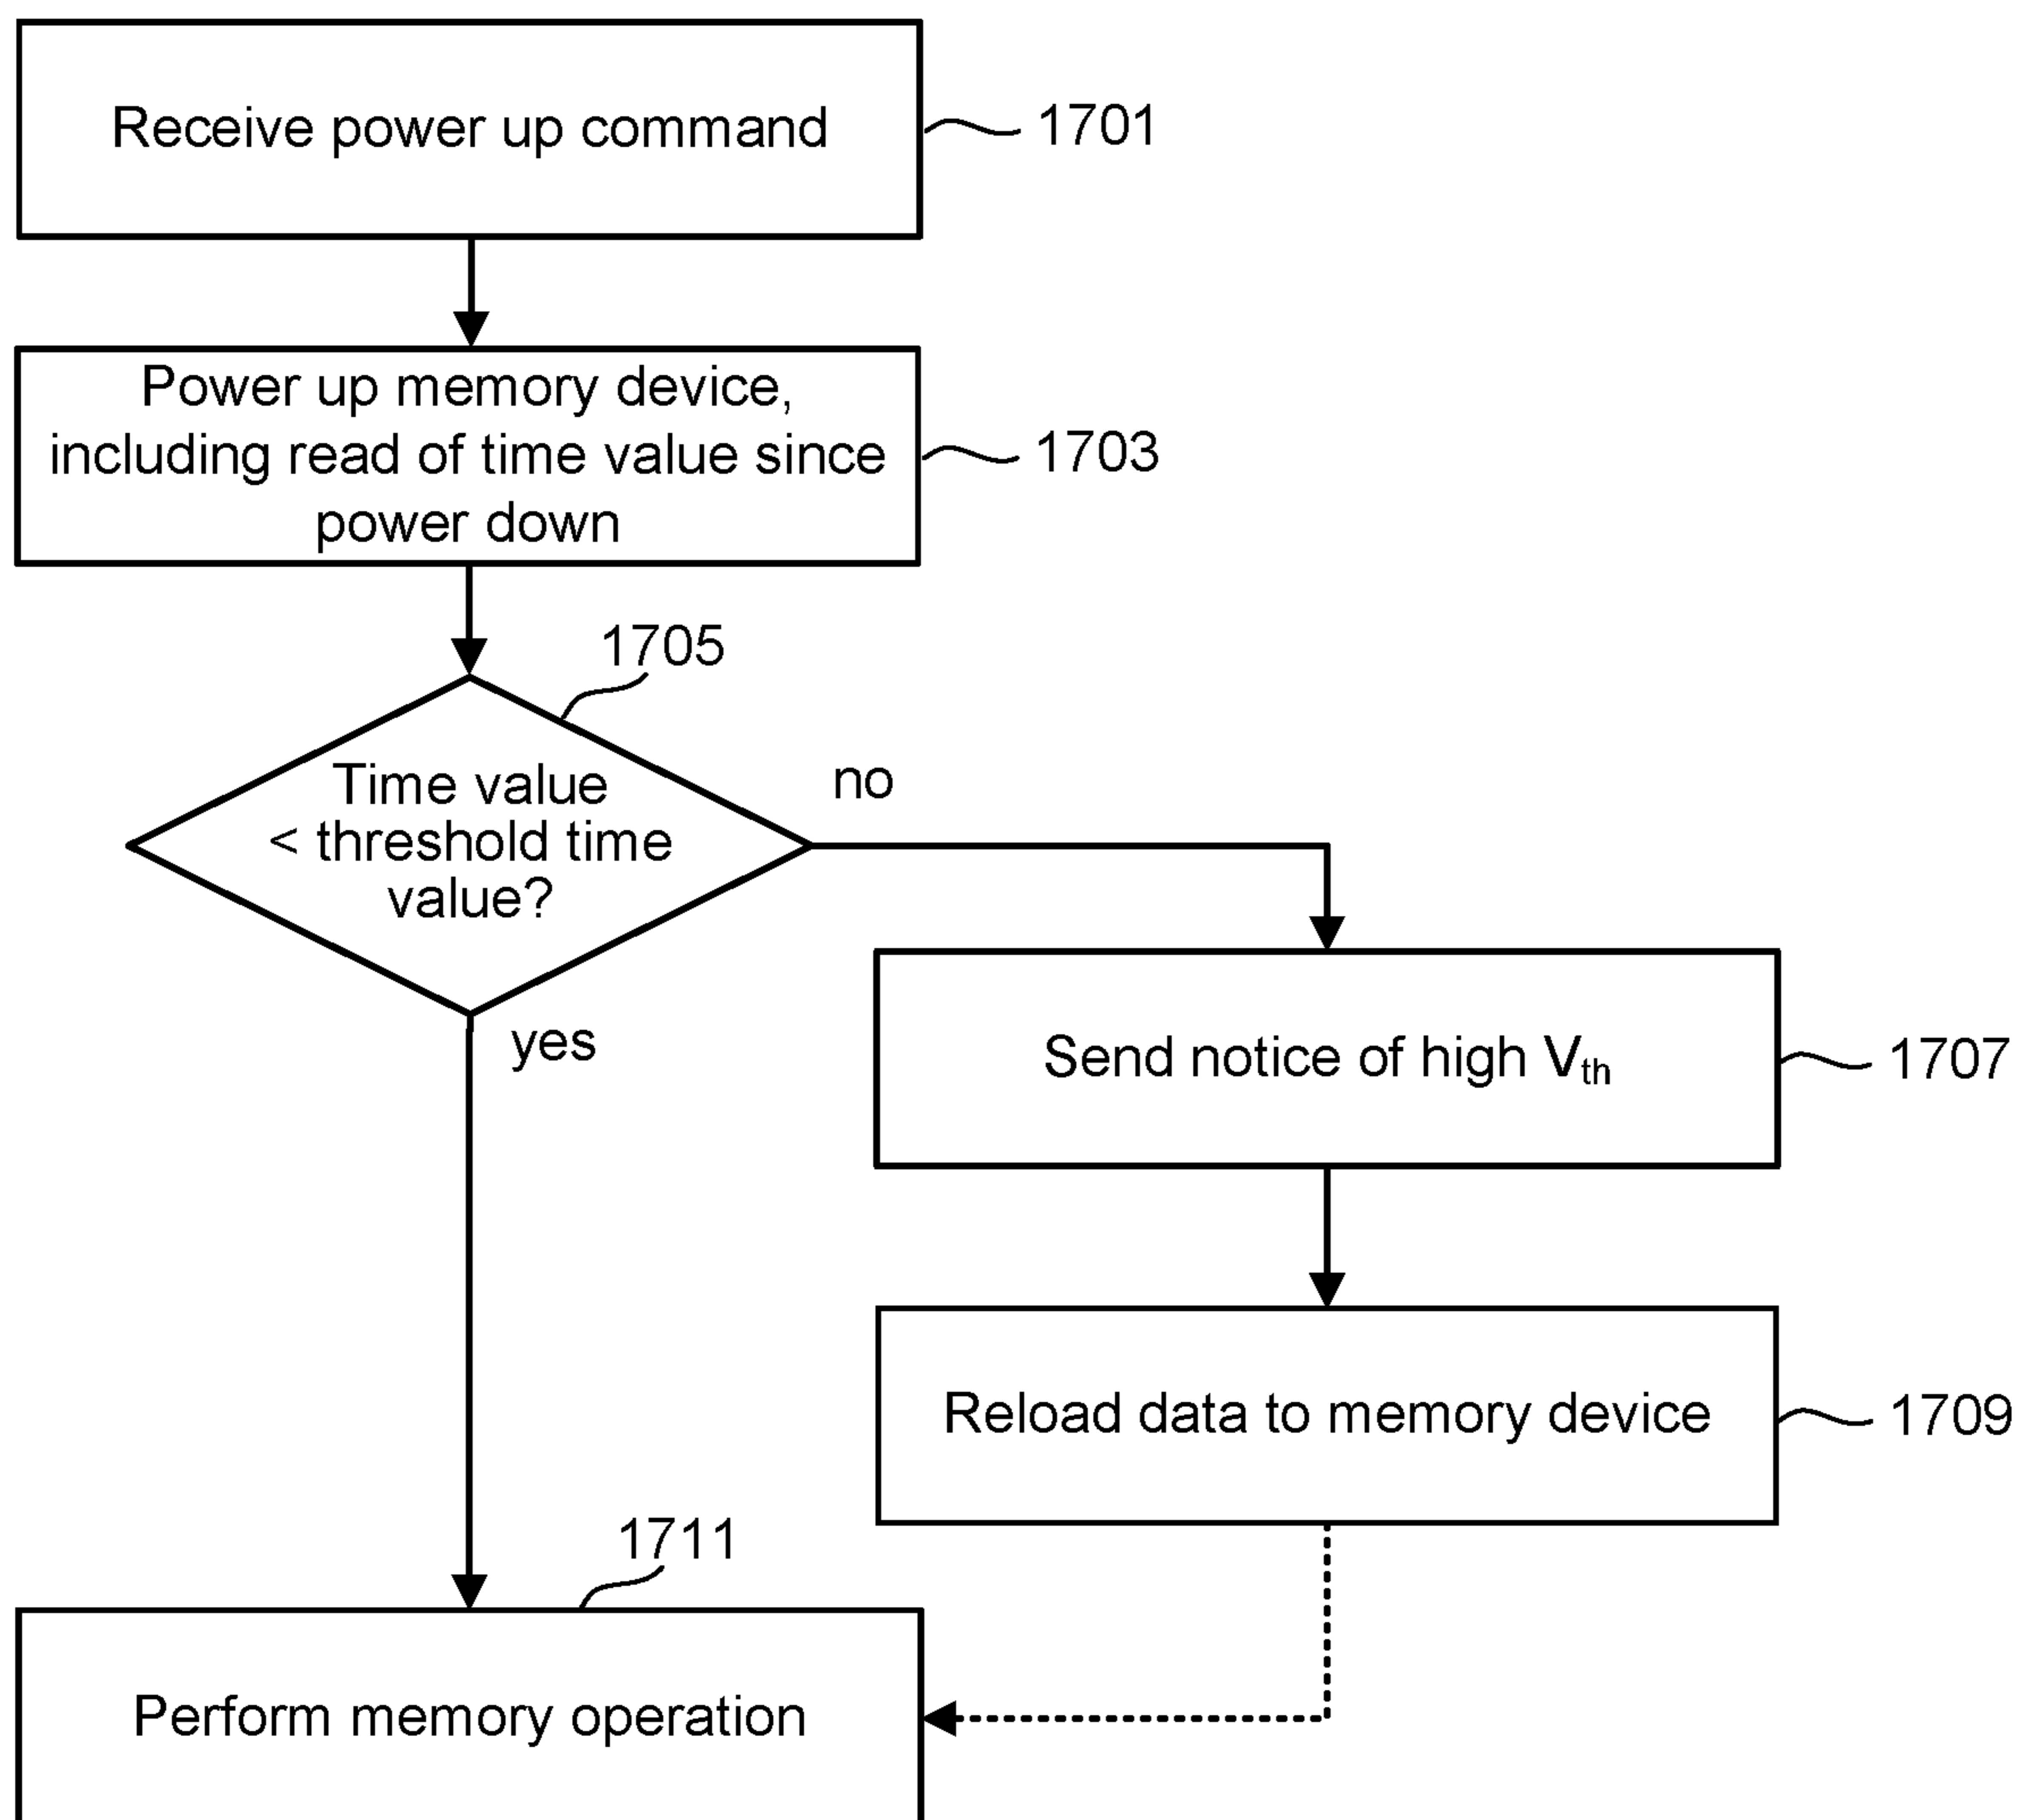 Receive power up command
1701
Power up memory device,
including read of time value since
power down
1703
1705
Time value
< threshold time
value?
no
yes
Send notice of high Vth
1707
Reload data to memory device
1709
1711
Perform memory operation